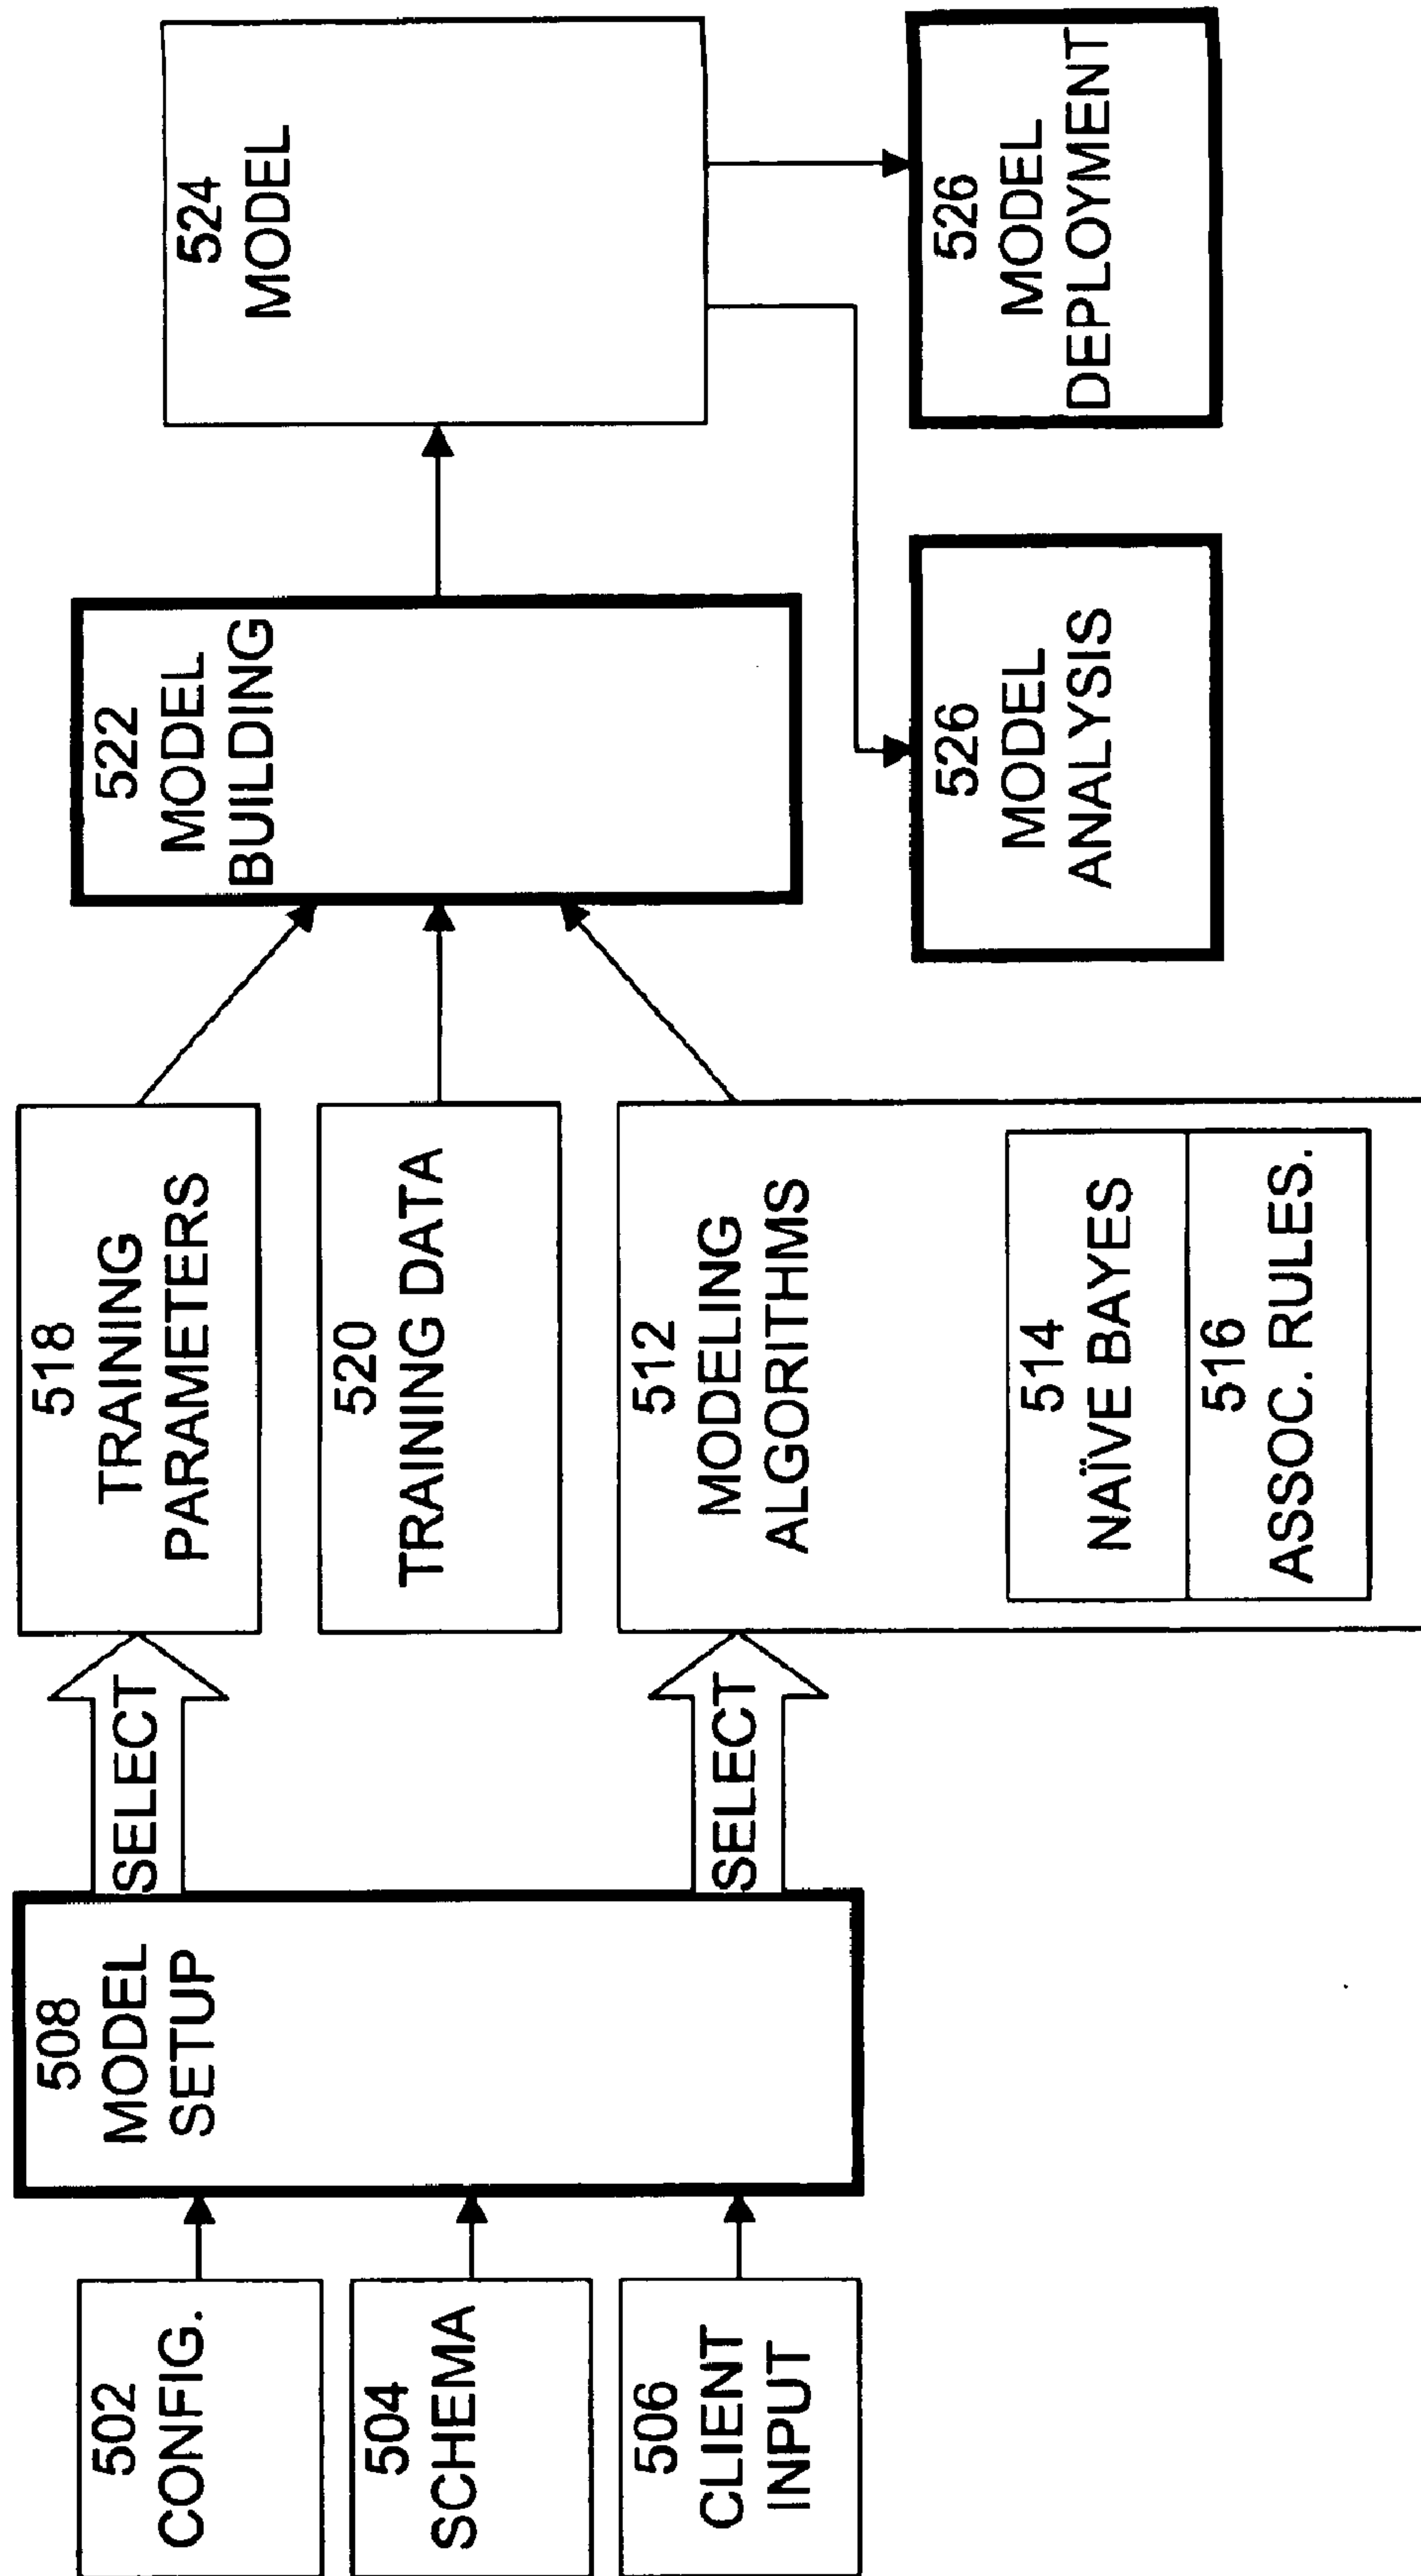 502
CONFIG.
504
SCHEMA
506
CLIENT
INPUT
508
MODEL
SETUP
SELECT
SELECT
518
TRAINING
PARAMETERS
520
TRAINING DATA
512
MODELING
ALGORITHMS
514
NAÏVE BAYES
516
ASSOC. RULES.
522
MODEL
BUILDING
524
MODEL
526
MODEL
ANALYSIS
526
MODEL
DEPLOYMENT